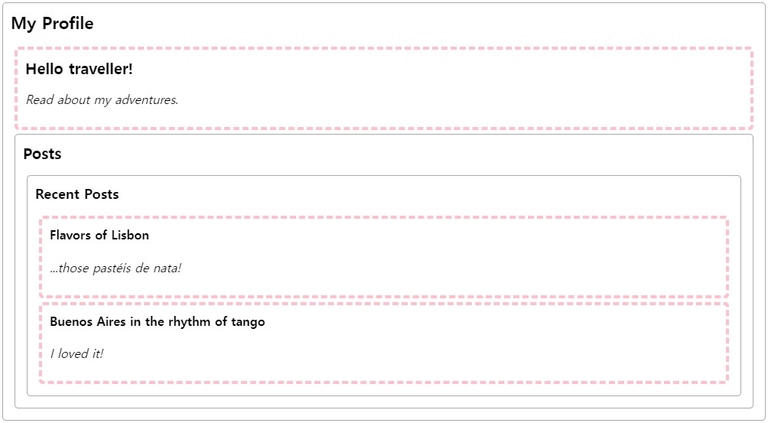 My Profile
Hello traveller!
Read about my adventures.
Posts
Recent Posts
Flavors of Lisbon
...those pastéis de nata!
Buenos Aires in the rhythm of tango
I loved it!